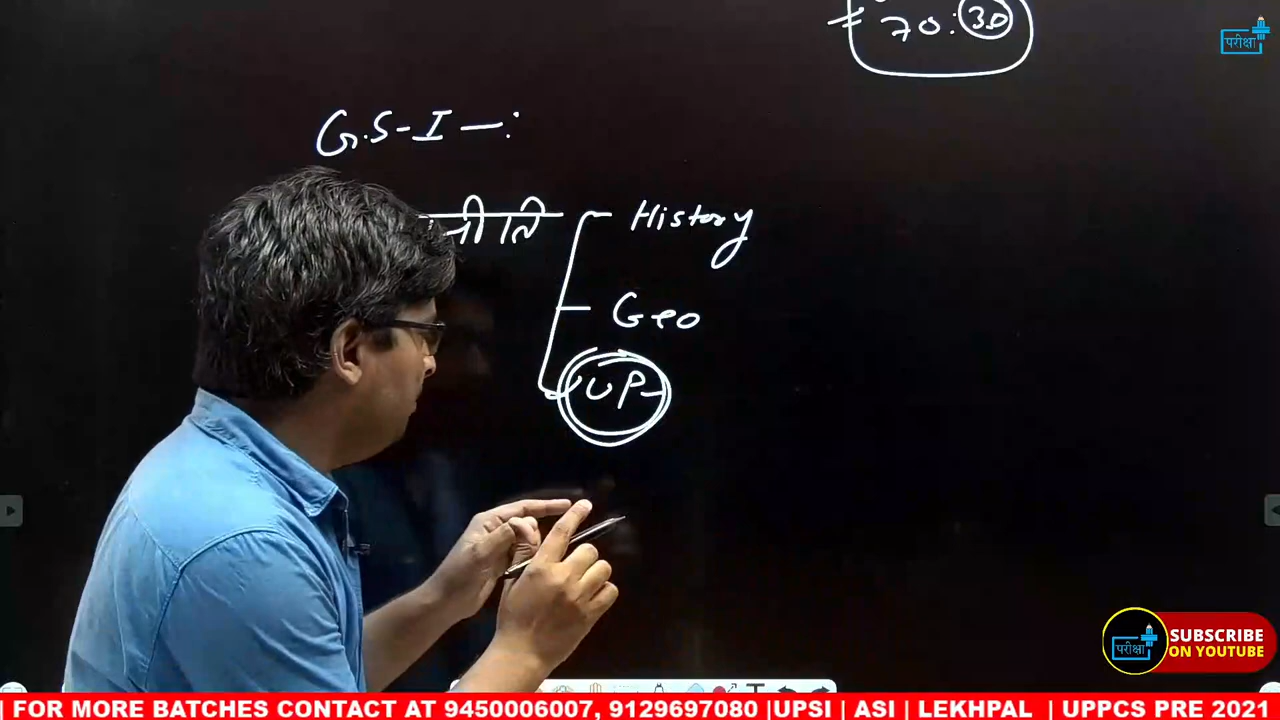 70:30
परीक्षा
G.S-I—:
History
Geo
UP
परीक्षा
SUBSCRIBE
ON YOUTUBE
| FOR MORE BATCHES CONTACT AT 9450006007, 9129697080 |UPSI | ASI | LEKHPAL | UPPCS PRE 2021